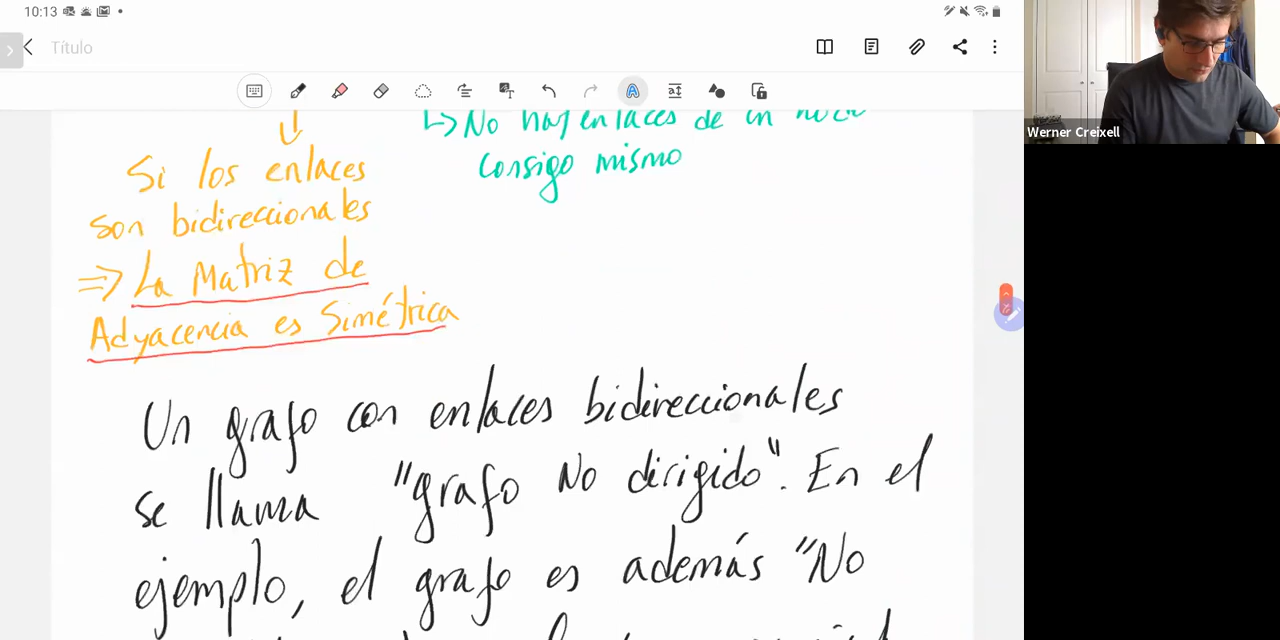 10:13
Título
Werner Creixell
↳ No hay enlaces de un
consigo mismo
Si los enlaces
son bidireccionales
⇒ La Matriz de
Adyacencia es Simétrica
Un grafo con enlaces bidireccionales
se llama "grafo No dirigido". En el
ejemplo, el grafo es además "No